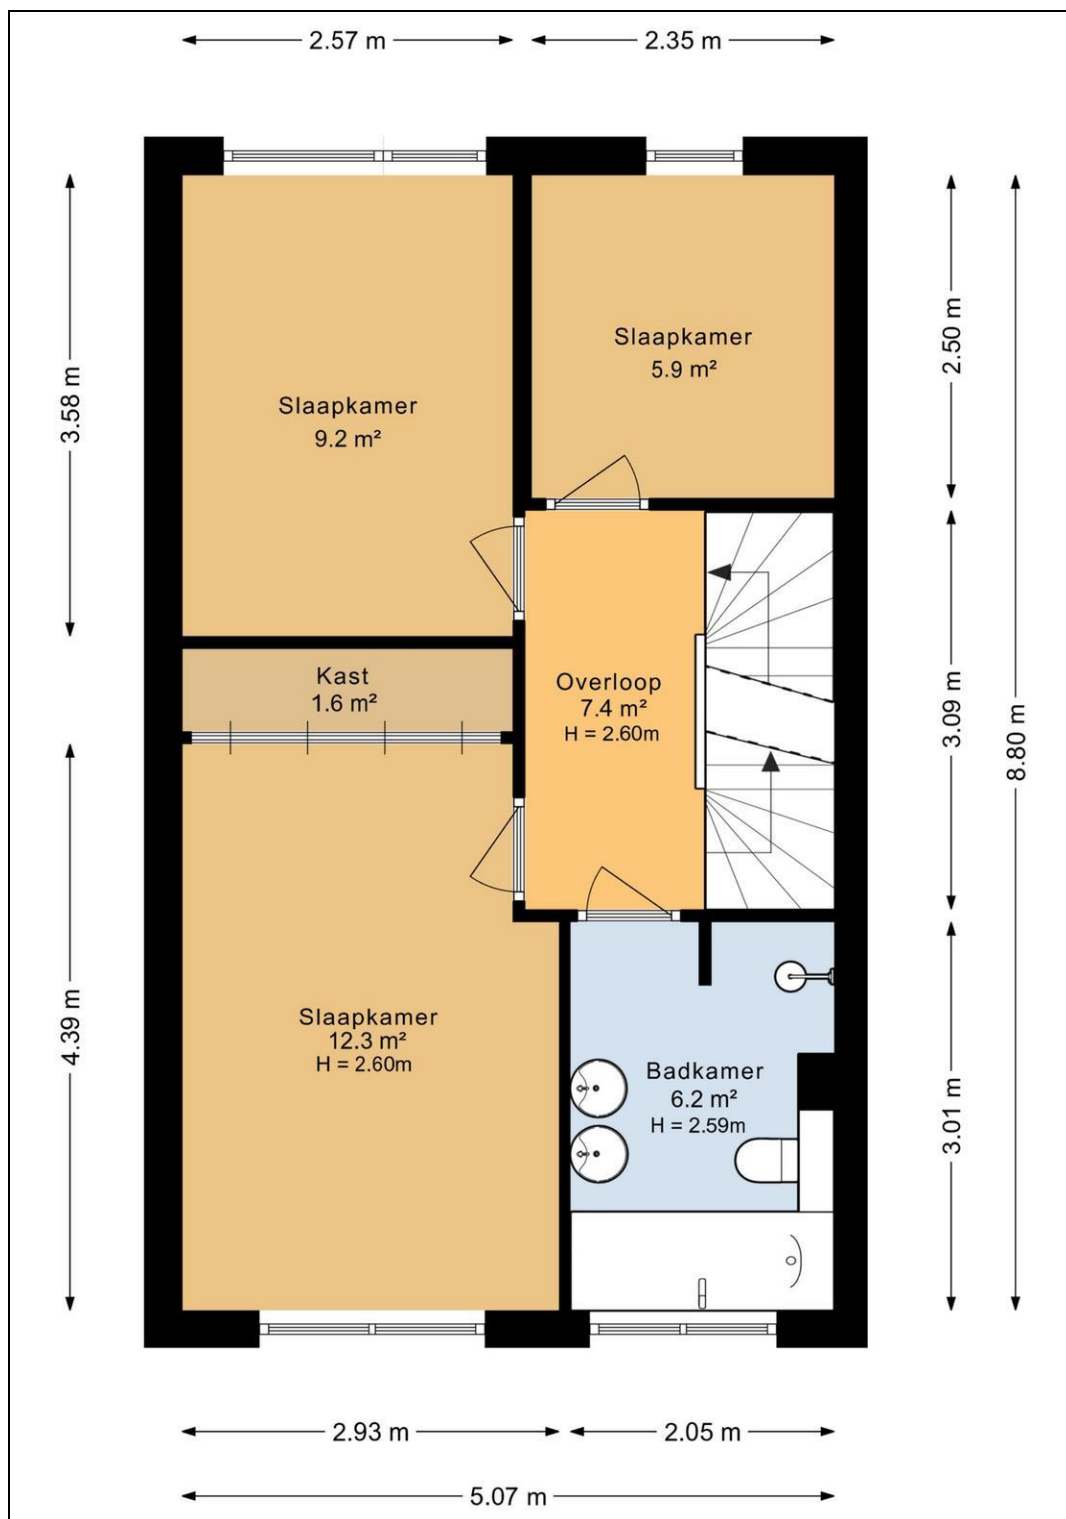 2.57 m
2.35 m
3.58 m
2.50 m
Slaapkamer
5.9 m²
Slaapkamer
9.2 m²
Kast
1.6 m²
Overloop
7.4 m²
H = 2.60m
3.09 m
8.80 m
4.39 m
Slaapkamer
12.3 m²
H = 2.60m
Badkamer
6.2 m²
H = 2.59m
3.01 m
2.93 m
2.05 m
5.07 m